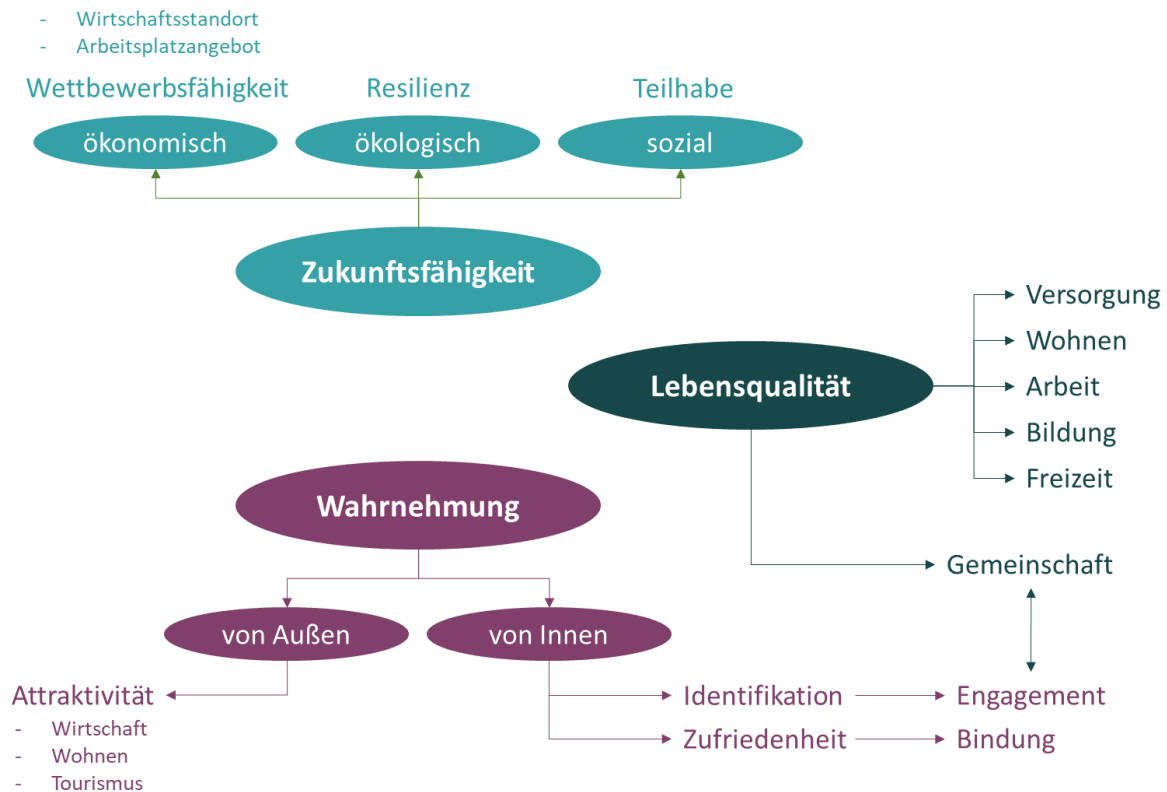 - Wirtschaftsstandort
- Arbeitsplatzangebot
Wettbewerbsfähigkeit
Resilienz
Teilhabe
ökonomisch
ökologisch
sozial
Zukunftsfähigkeit
Lebensqualität
Versorgung
Wohnen
Arbeit
Bildung
Freizeit
Gemeinschaft
Wahrnehmung
von Außen
von Innen
Attraktivität
- Wirtschaft
- Wohnen
- Tourismus
Identifikation
Engagement
Zufriedenheit
Bindung